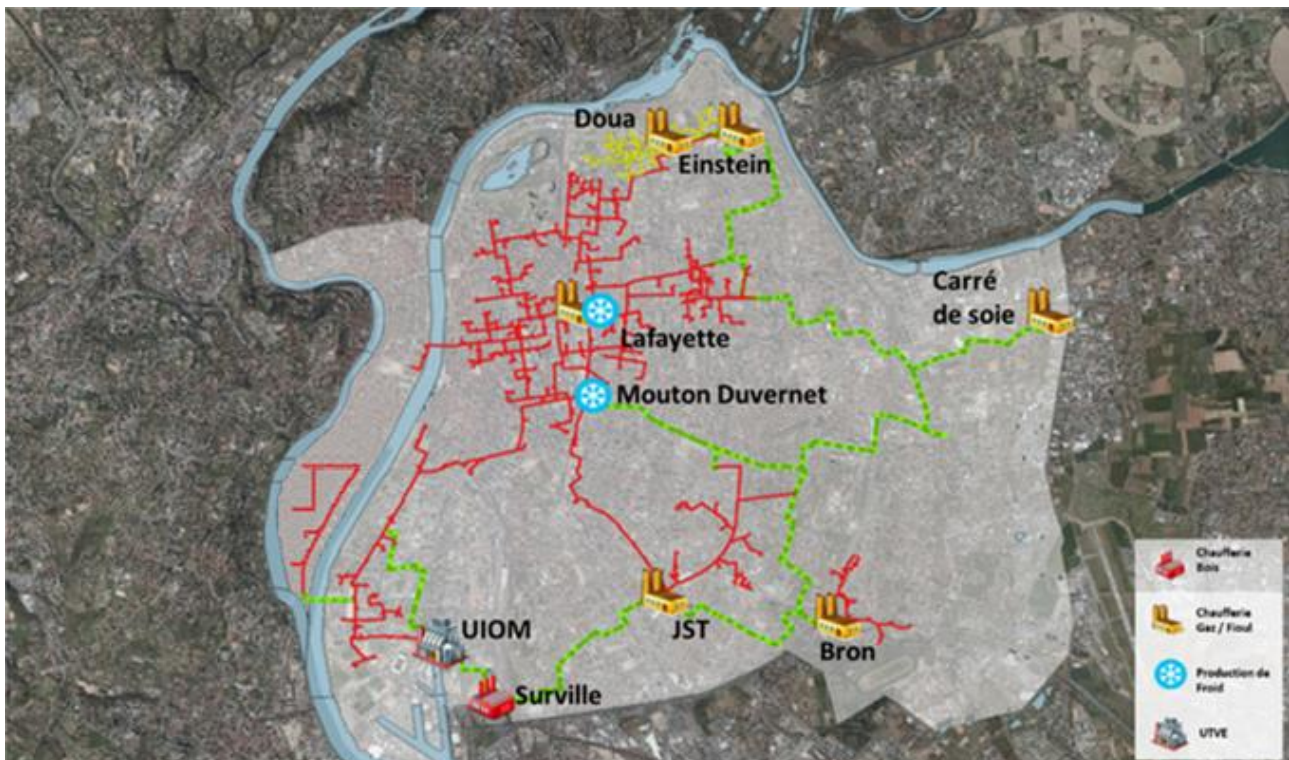 Doua
Einstein
Carré
de soie
Lafayette
Mouton Duvernet
UIOM
JST
Bron
Surville
Chaufferie
Bois
Chaufferie
Gaz / Fioul
Production de
Froid
UTVE